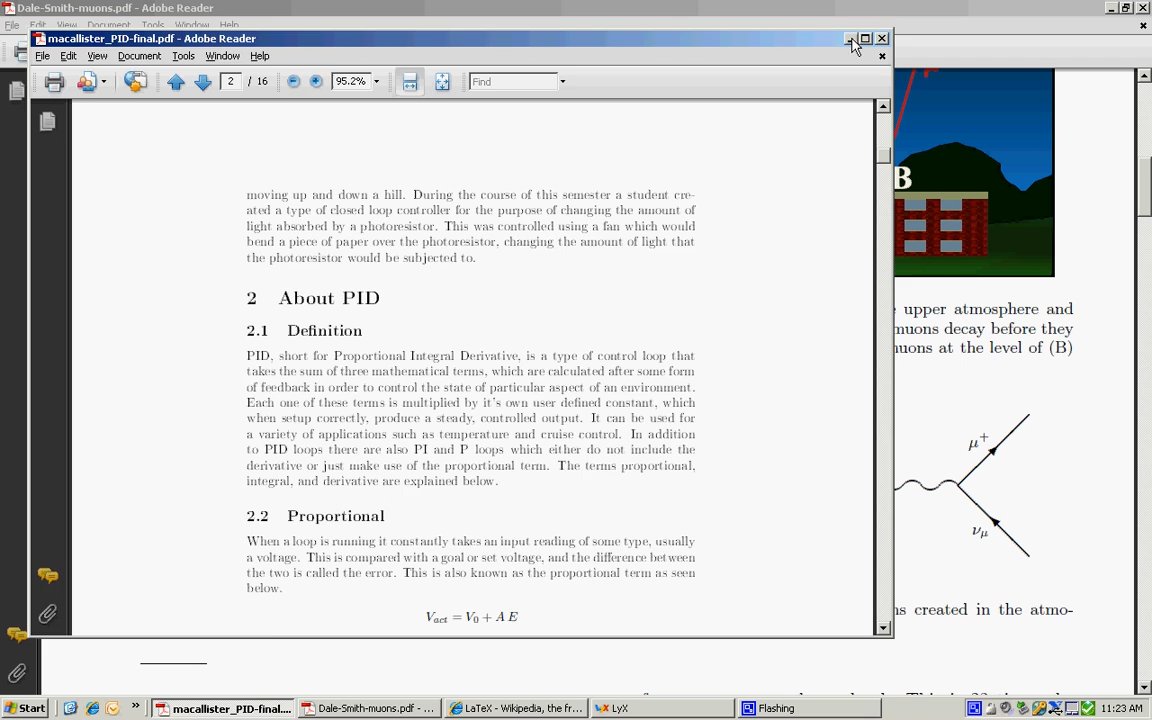 Dale-Smith-muons.pdf - Adobe Reader
File Edit View Document Tools Window Help
macallister_PID-final.pdf - Adobe Reader
File Edit View Document Tools Window Help
2 / 16 95.2% Find
moving up and down a hill. During the course of this semester a student cre-
ated a type of closed loop controller for the purpose of changing the amount of
light absorbed by a photoresistor. This was controlled using a fan which would
bend a piece of paper over the photoresistor, changing the amount of light that
the photoresistor would be subjected to.
2 About PID
2.1 Definition
PID, short for Proportional Integral Derivative, is a type of control loop that
takes the sum of three mathematical terms, which are calculated after some form
of feedback in order to control the state of particular aspect of an environment.
Each one of these terms is multiplied by it's own user defined constant, which
when setup correctly, produce a steady, controlled output. It can be used for
a variety of applications such as temperature and cruise control. In addition
to PID loops there are also PI and P loops which either do not include the
derivative or just make use of the proportional term. The terms proportional,
integral, and derivative are explained below.
2.2 Proportional
When a loop is running it constantly takes an input reading of some type, usually
a voltage. This is compared with a goal or set voltage, and the difference between
the two is called the error. This is also known as the proportional term as seen
below.
V_act = V_0 + A E
B
upper atmosphere and
muons decay before they
muons at the level of (B)
μ+
ν_μ
ns created in the atmo-
Start » macallister_PID-final.... Dale-Smith-muons.pdf - ... LaTeX - Wikipedia, the fr... LyX Flashing 11:23 AM